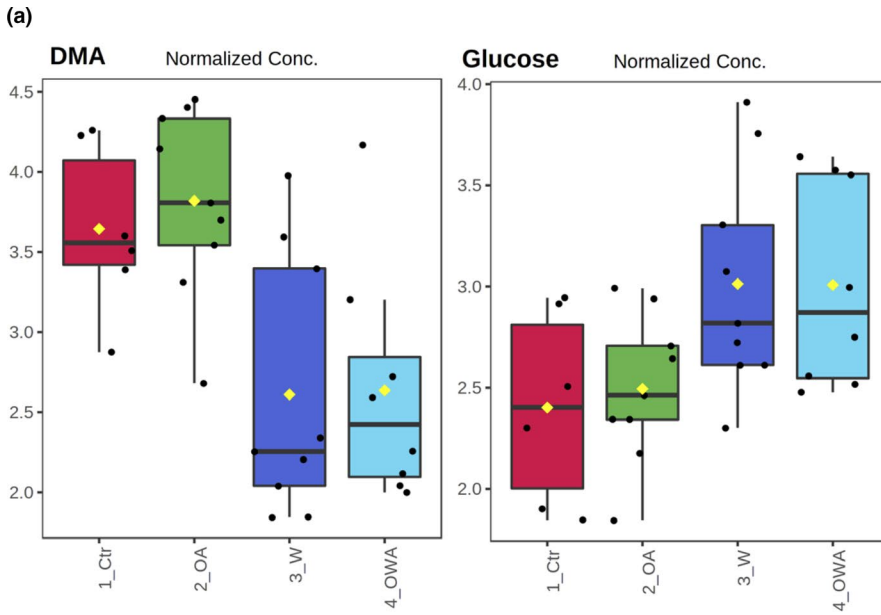 (a)
DMA Normalized Conc.
4.5
4.0
3.5
3.0
2.5
2.0
1_Ctr
2_OA
3_W
4_OWA
Glucose Normalized Conc.
4.0
3.5
3.0
2.5
2.0
1_Ctr
2_OA
3_W
4_OWA